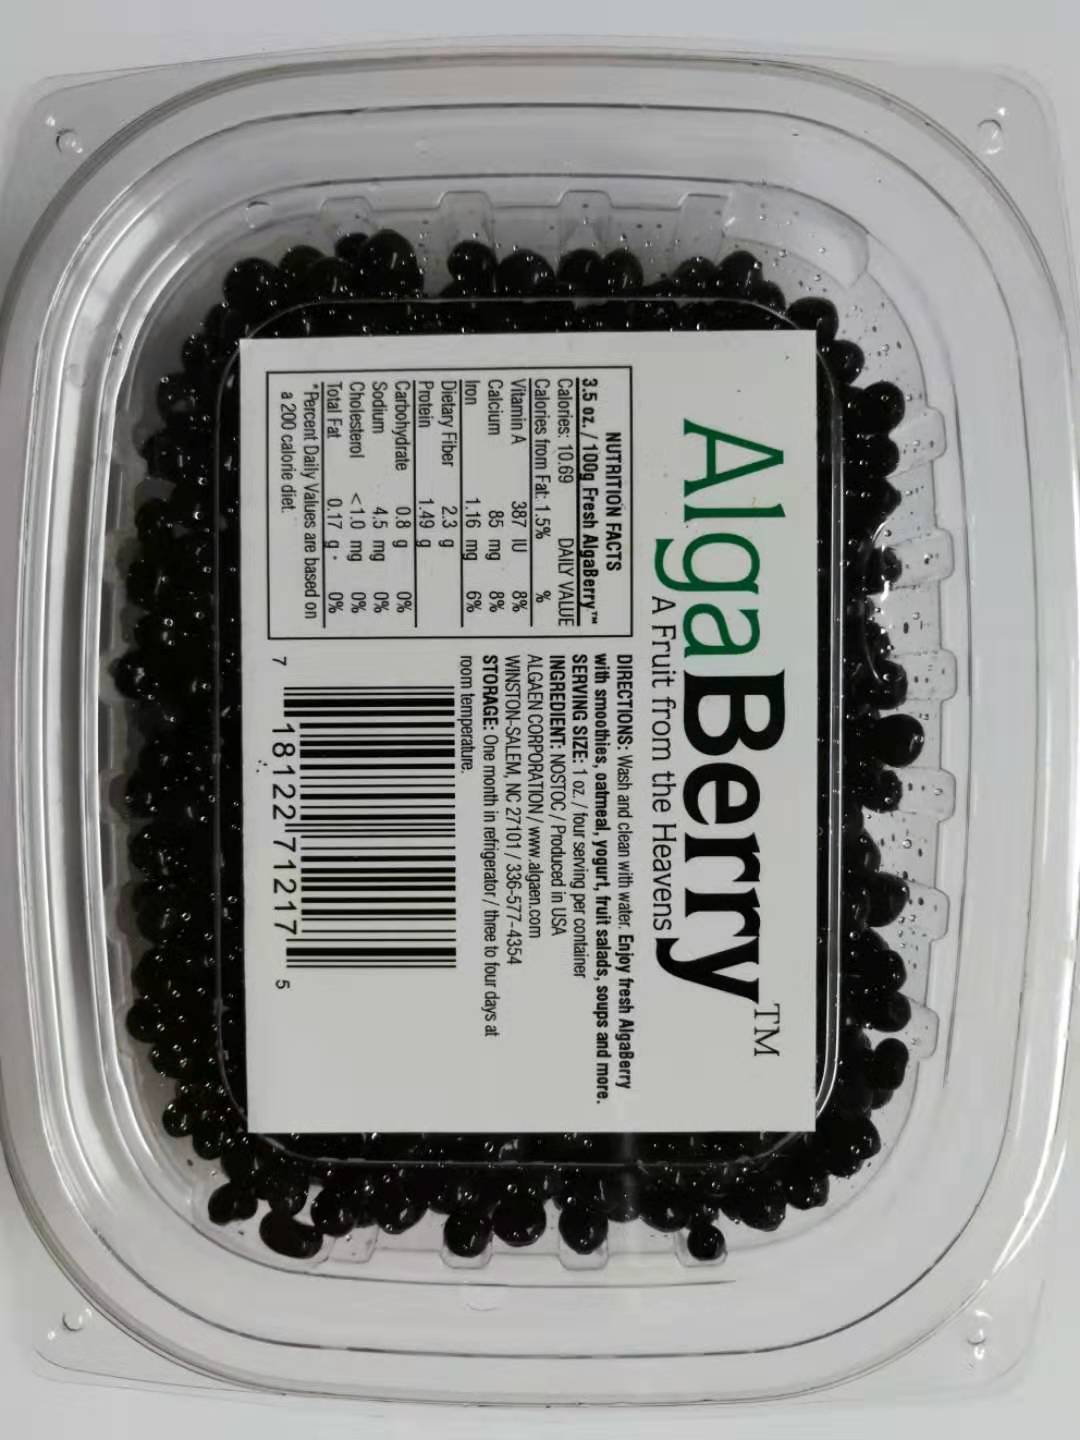 AlgaBerry™
A Fruit from the Heavens
NUTRITION FACTS
3.5 oz. / 100g Fresh AlgaBerry™
Calories: 10.69 DAILY VALUE
Calories from Fat: 1.5% %
Vitamin A 387 IU 8%
Calcium 85 mg 8%
Iron 1.16 mg 6%
Dietary Fiber 2.3 g
Protein 1.49 g
Carbohydrate 0.8 g 0%
Sodium 4.5 mg 0%
Cholesterol <1.0 mg 0%
Total Fat 0.17 g 0%
*Percent Daily Values are based on
a 200 calorie diet.
DIRECTIONS: Wash and clean with water. Enjoy fresh AlgaBerry
with smoothies, oatmeal, yogurt, fruit salads, soups and more.
SERVING SIZE: 1 oz. / four serving per container
INGREDIENT: NOSTOC / Produced in USA
ALGAEN CORPORATION / www.algaen.com
WINSTON-SALEM, NC 27101 / 336-577-4354
STORAGE: One month in refrigerator / three to four days at
room temperature.
7 18122 71217 5